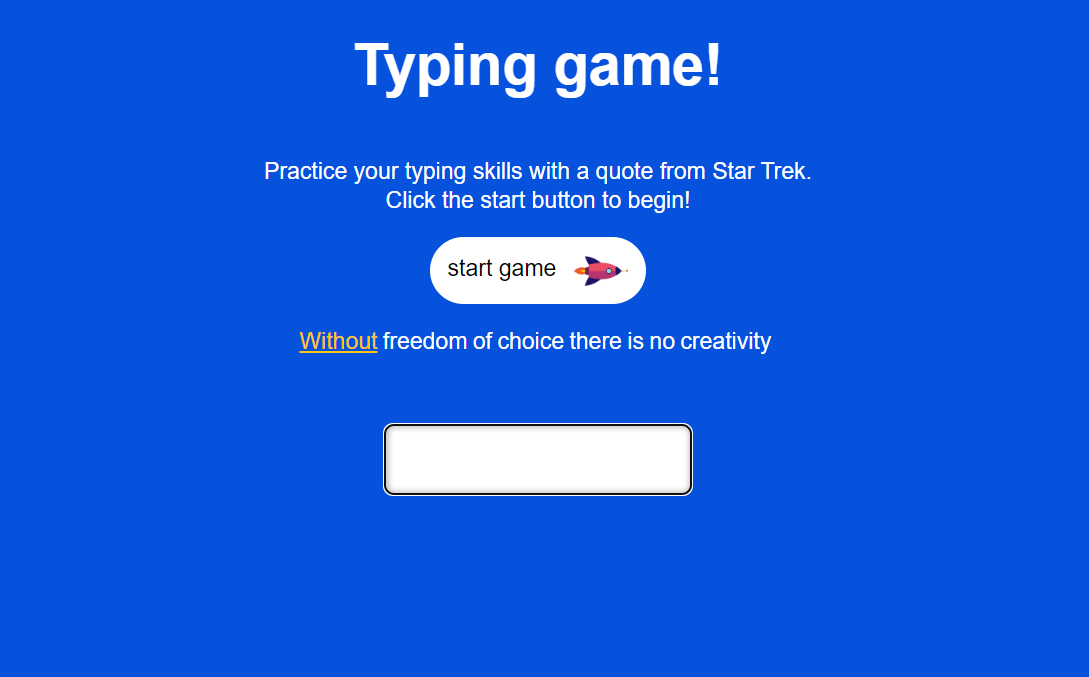 Typing game!
Practice your typing skills with a quote from Star Trek.
Click the start button to begin!
start game
Without freedom of choice there is no creativity